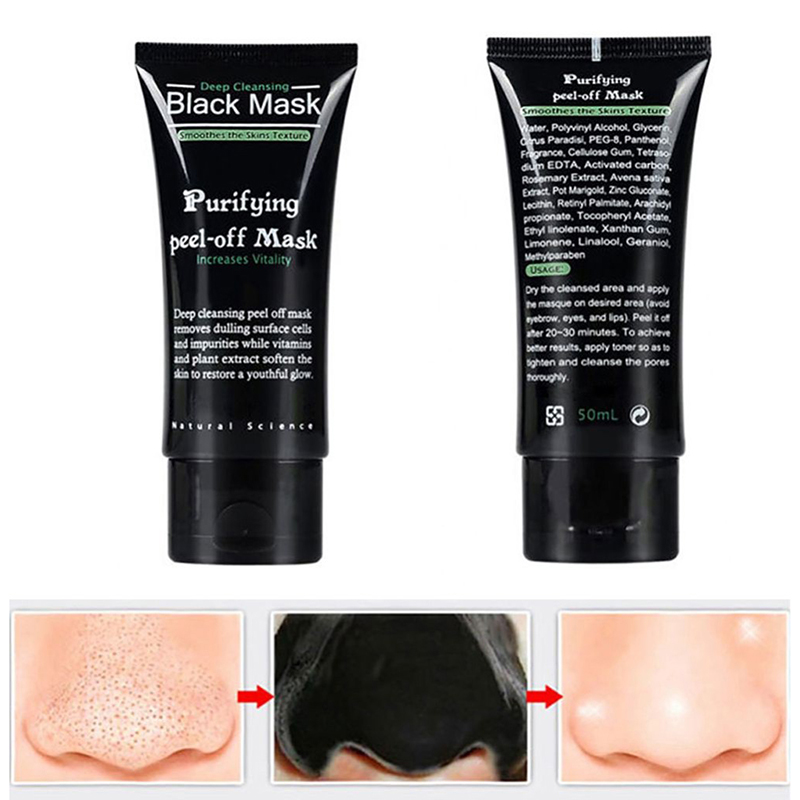 Deep Cleansing
Black Mask
Smoothes the Skins Texture
Purifying
peel-off Mask
Increases Vitality
Deep cleansing peel off mask
removes dulling surface cells
and impurities while vitamins
and plant extract soften the
skin to restore a youthful glow.
Natural Science
Purifying
peel-off Mask
Smoothes the Skins Texture
Water, Polyvinyl Alcohol, Glycerin,
Citrus Paradisi, PEG-8, Panthenol,
Fragrance, Cellulose Gum, Tetraso-
dium EDTA, Activated carbon,
Rosemary Extract, Avena sativa
Extract, Pot Marigold, Zinc Gluconate,
Lecithin, Retinyl Palmitate, Arachidyl
propionate, Tocopheryl Acetate,
Ethyl linolenate, Xanthan Gum,
Limonene, Linalool, Geraniol,
Methylparaben
USAGE:
Dry the cleansed area and apply
the masque on desired area (avoid
eyebrow, eyes, and lips). Peel it off
after 20~30 minutes. To achieve
better results, apply toner so as to
tighten and cleanse the pores
thoroughly.
50mL